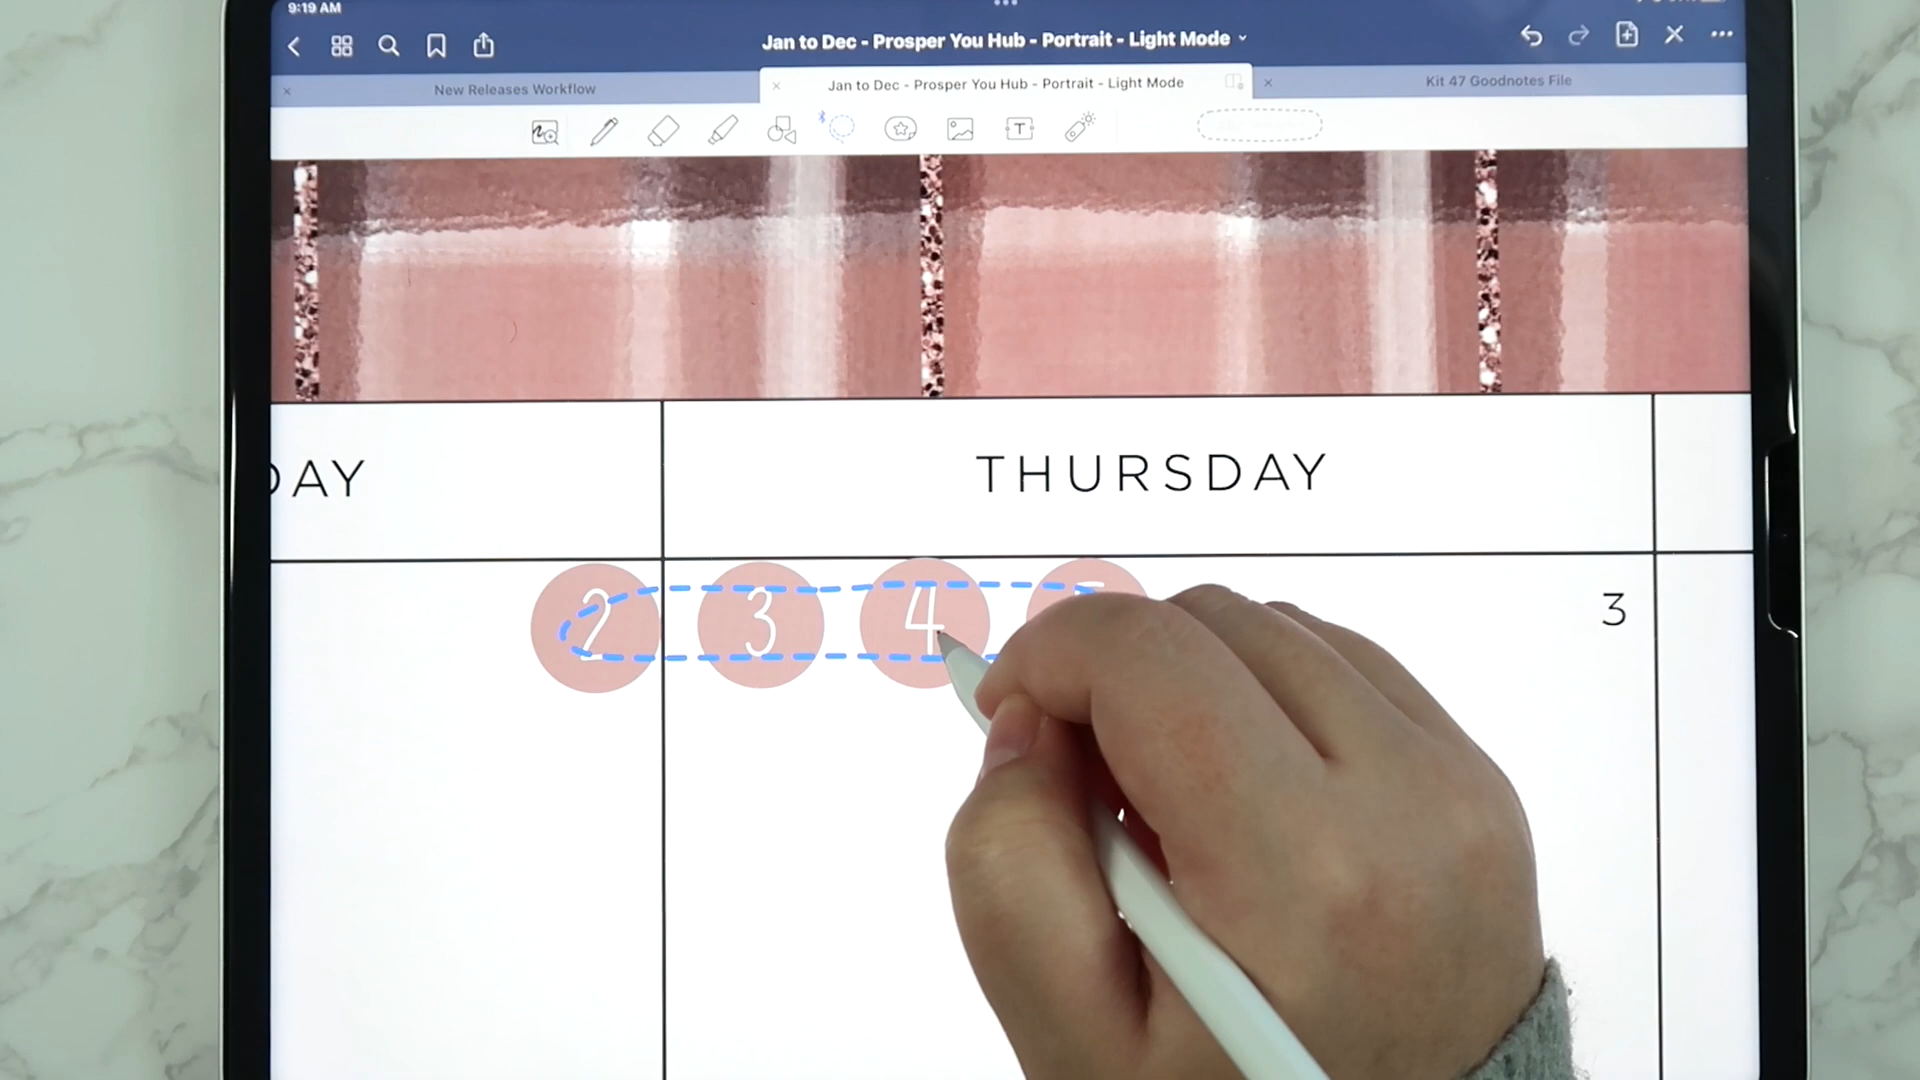 9:19 AM
Jan to Dec - Prosper You Hub - Portrait - Light Mode
New Releases Workflow
Jan to Dec - Prosper You Hub - Portrait - Light Mode
Kit 47 Goodnotes File
T
DAY
THURSDAY
2 3 4
3